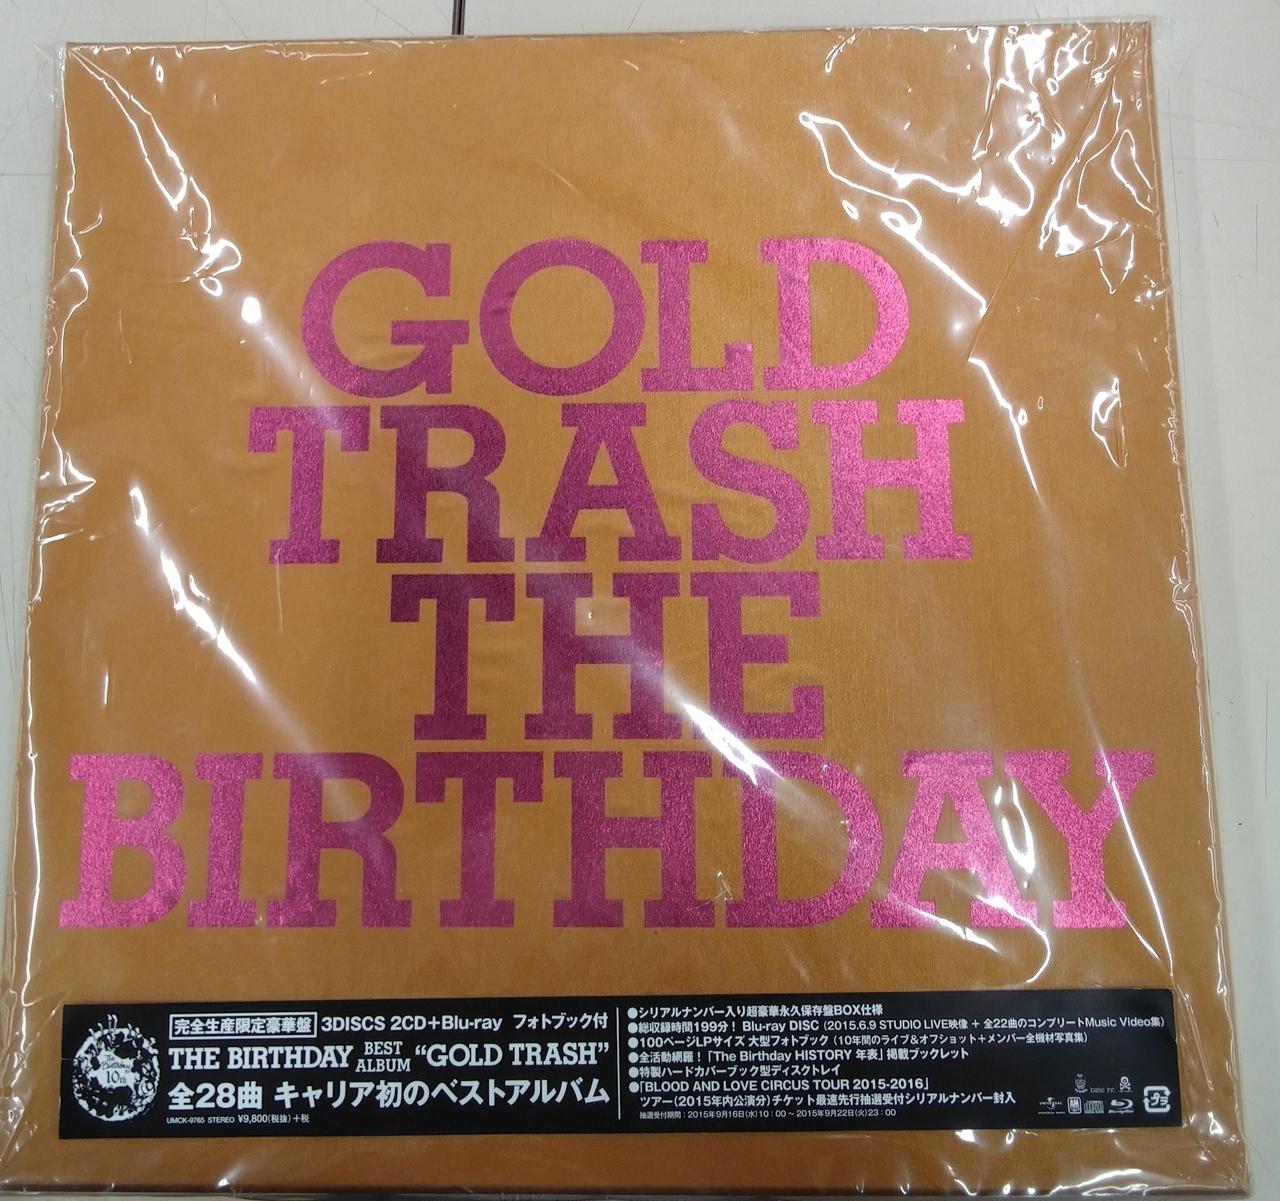 GOLD
TRASH
THE
BIRTHDAY
The Birthday
10th
完全生産限定豪華盤 3DISCS 2CD+Blu-ray フォトブック付
THE BIRTHDAY BEST ALBUM "GOLD TRASH"
全28曲 キャリア初のベストアルバム
UMCK-9765 STEREO ¥9,800(税抜)+税
●シリアルナンバー入り超豪華永久保存盤BOX仕様
●総収録時間199分! Blu-ray DISC (2015.6.9 STUDIO LIVE映像 + 全22曲のコンプリートMusic Video集)
●100ページLPサイズ 大型フォトブック (10年間のライブ&オフショット+メンバー全機材写真集)
●全活動網羅!「The Birthday HISTORY 年表」掲載ブックレット
●特製ハードカバーブック型ディスクトレイ
●「BLOOD AND LOVE CIRCUS TOUR 2015-2016」
ツアー(2015年内公演分)チケット最速先行抽選受付シリアルナンバー封入
抽選受付期間:2015年9月16日(水)10:00~2015年9月22日(火)23:00
base inc.
UNIVERSAL
Blu-ray Disc
プラ